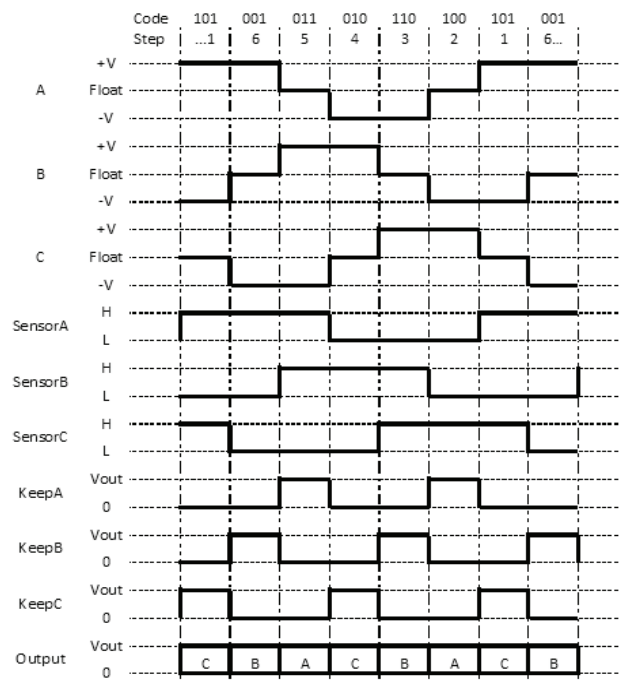 Code 101 001 011 010 110 100 101 001
Step ...1 6 5 4 3 2 1 6...
+V
A Float
-V
+V
B Float
-V
+V
C Float
-V
H
SensorA
L
H
SensorB
L
H
SensorC
L
Vout
KeepA
0
Vout
KeepB
0
Vout
KeepC
0
Vout
Output C B A C B A C B
0